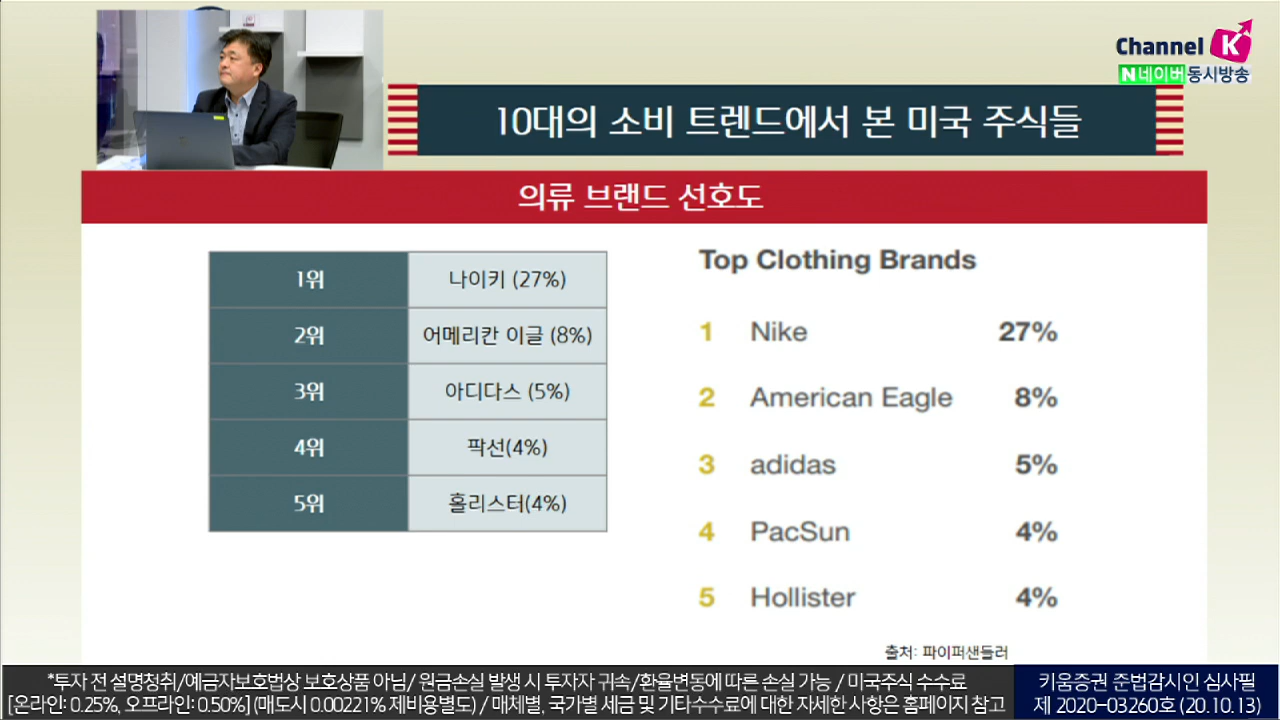 Channel K
N 네이버 동시방송
10대의 소비 트렌드에서 본 미국 주식들
의류 브랜드 선호도
1위 나이키 (27%)
2위 어메리칸 이글 (8%)
3위 아디다스 (5%)
4위 팍선(4%)
5위 홀리스터(4%)
Top Clothing Brands
1 Nike 27%
2 American Eagle 8%
3 adidas 5%
4 PacSun 4%
5 Hollister 4%
출처: 파이퍼샌들러
*투자 전 설명청취/예금자보호법상 보호상품 아님/ 원금손실 발생 시 투자자 귀속/환율변동에 따른 손실 가능 / 미국주식 수수료
[온라인: 0.25%, 오프라인: 0.50%] (매도시 0.00221% 제비용별도) / 매체별, 국가별 세금 및 기타수수료에 대한 자세한 사항은 홈페이지 참고
키움증권 준법감시인 심사필
제 2020-03260호 (20.10.13)